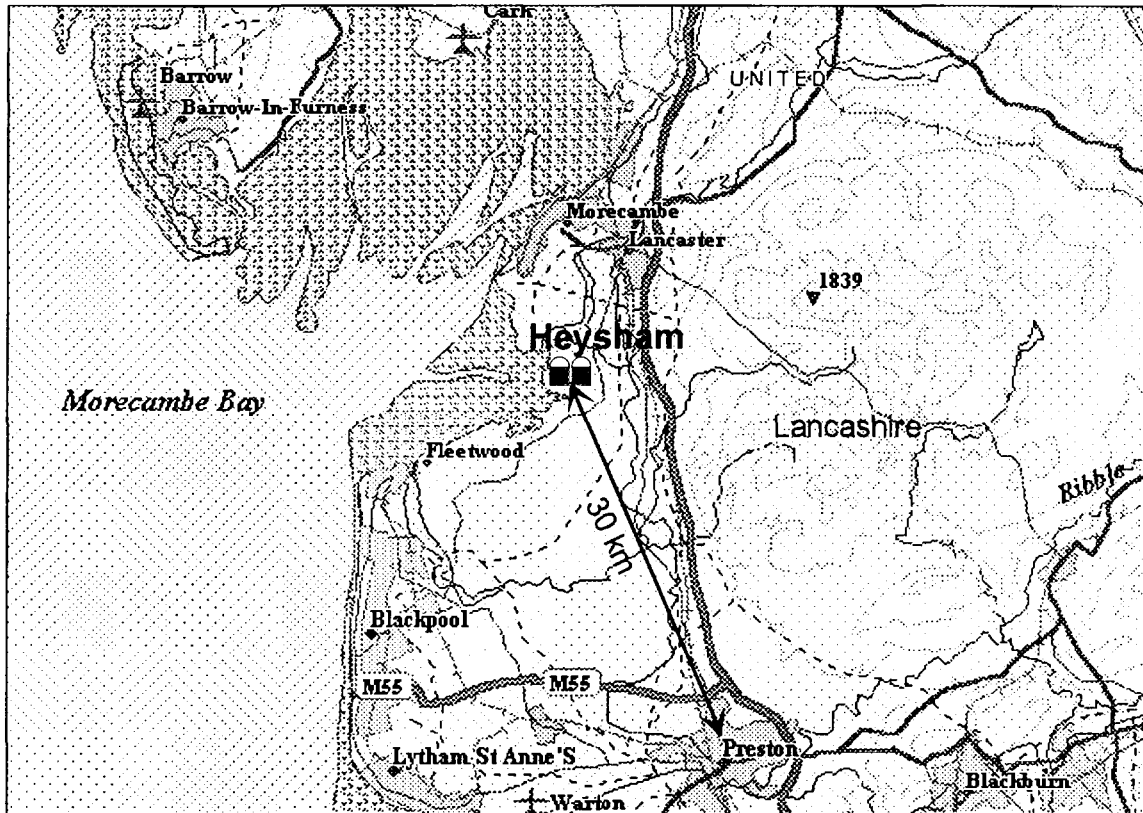 Cark
Barrow
Barrow-In-Furness
UNITED
Morecambe
Lancaster
1839
Heysham
Morecambe Bay
Lancashire
Fleetwood
Ribble
30 km
Blackpool
M55
M55
Preston
Lytham St Anne'S
Blackburn
Warton